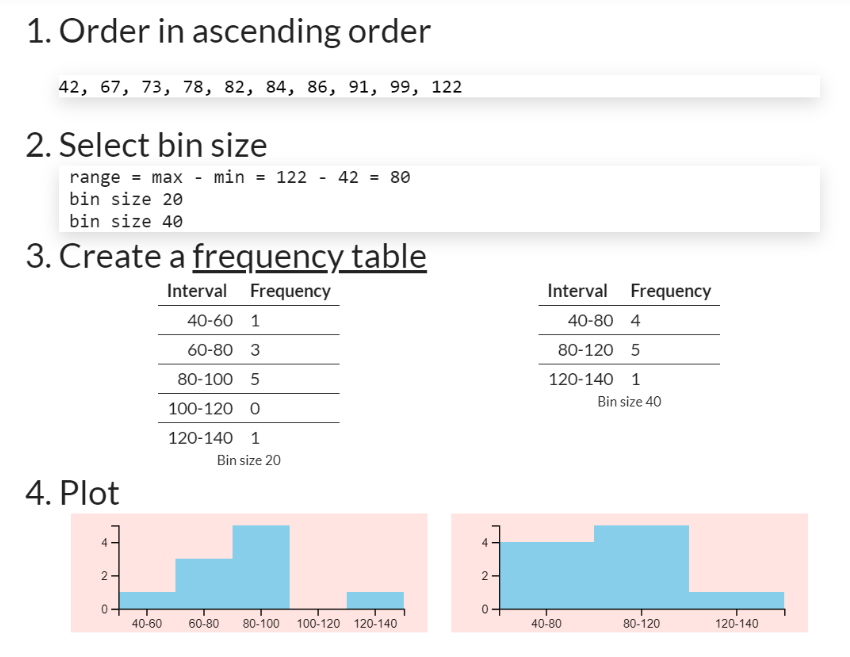 1. Order in ascending order
42, 67, 73, 78, 82, 84, 86, 91, 99, 122
2. Select bin size
range = max - min = 122 - 42 = 80
bin size 20
bin size 40
3. Create a frequency table
Interval Frequency
40-60 1
60-80 3
80-100 5
100-120 0
120-140 1
Bin size 20
Interval Frequency
40-80 4
80-120 5
120-140 1
Bin size 40
4. Plot
4
2
0
40-60 60-80 80-100 100-120 120-140
4
2
0
40-80 80-120 120-140